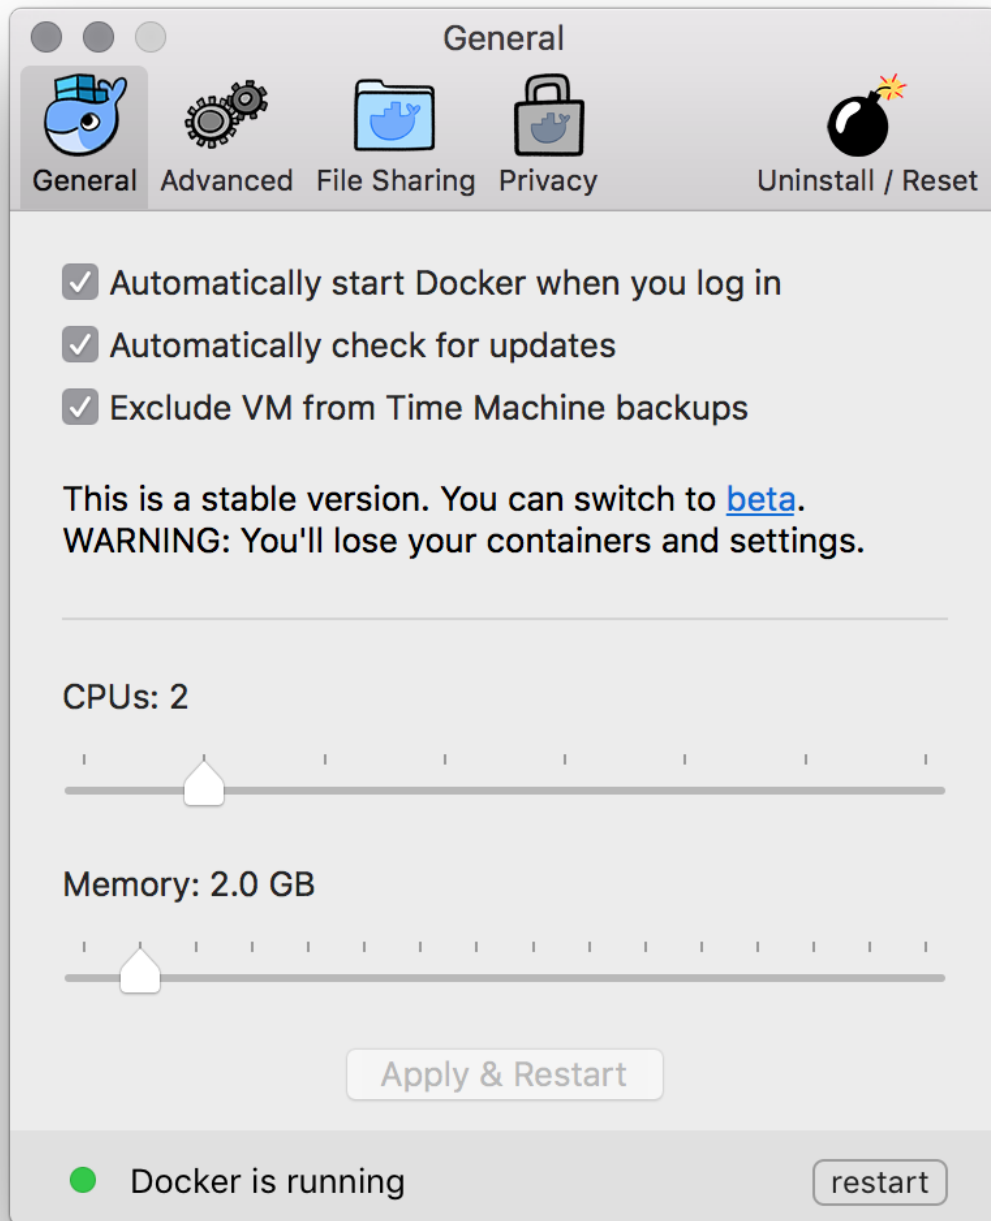 General
General Advanced File Sharing Privacy Uninstall / Reset
Automatically start Docker when you log in
Automatically check for updates
Exclude VM from Time Machine backups
This is a stable version. You can switch to beta.
WARNING: You'll lose your containers and settings.
CPUs: 2
Memory: 2.0 GB
Apply & Restart
Docker is running restart